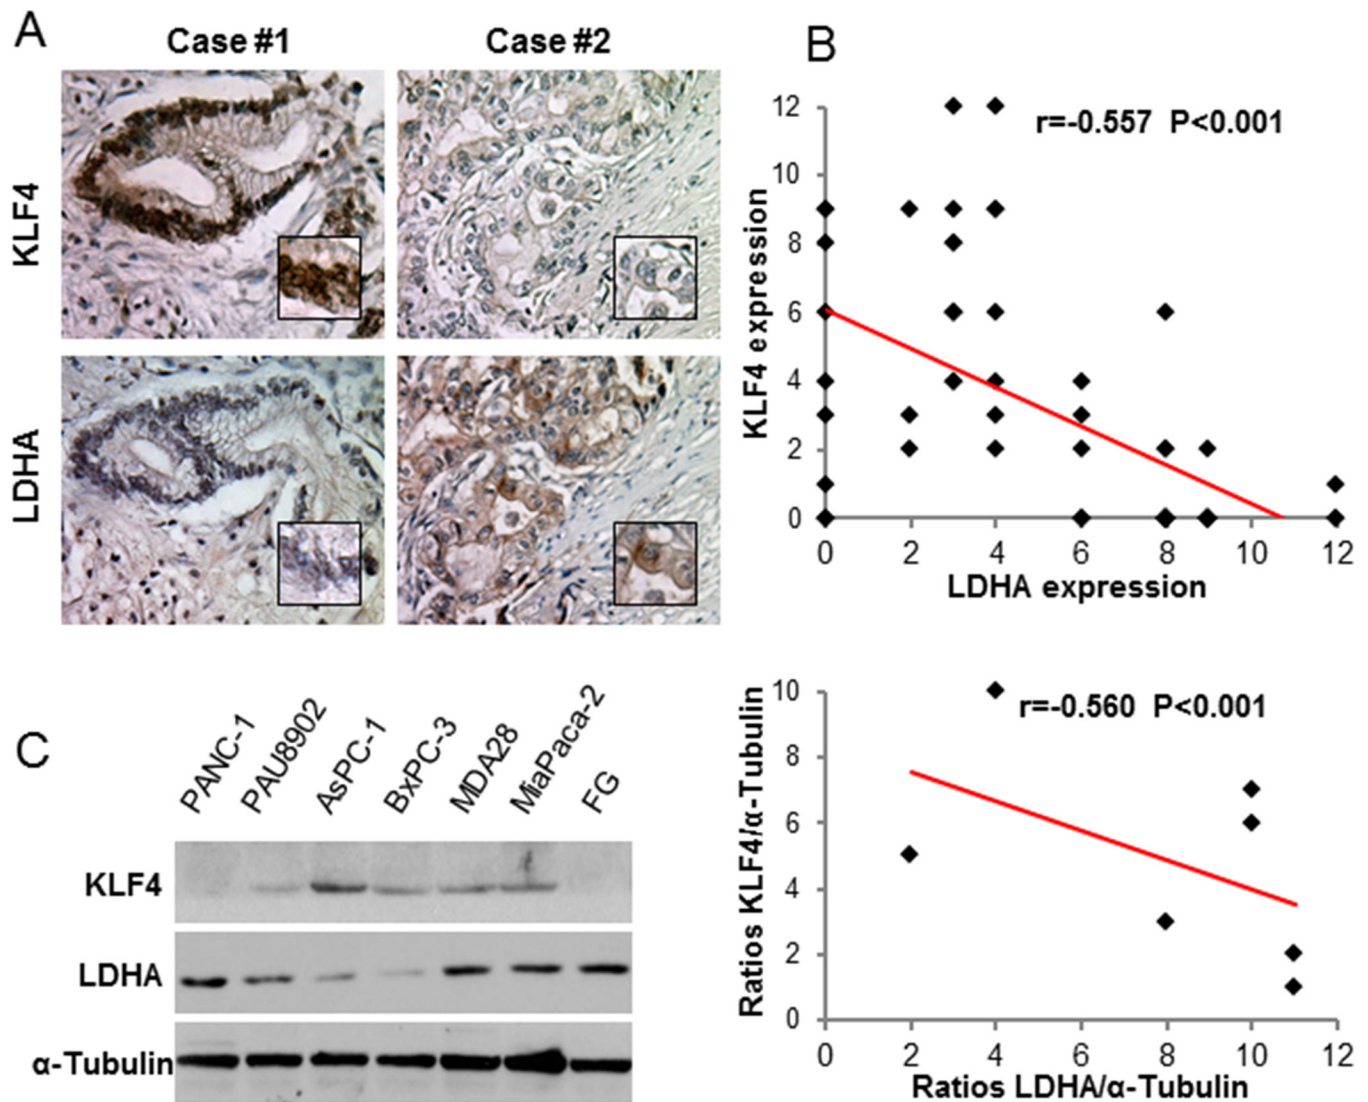 A
Case #1
Case #2
KLF4
LDHA
B
r=-0.557 P<0.001
KLF4 expression
12
10
8
6
4
2
0
0 2 4 6 8 10 12
LDHA expression
C
PANC-1
PAU8902
AsPC-1
BxPC-3
MDA28
MiaPaca-2
FG
KLF4
LDHA
α-Tubulin
r=-0.560 P<0.001
Ratios KLF4/α-Tubulin
10
8
6
4
2
0
0 2 4 6 8 10 12
Ratios LDHA/α-Tubulin